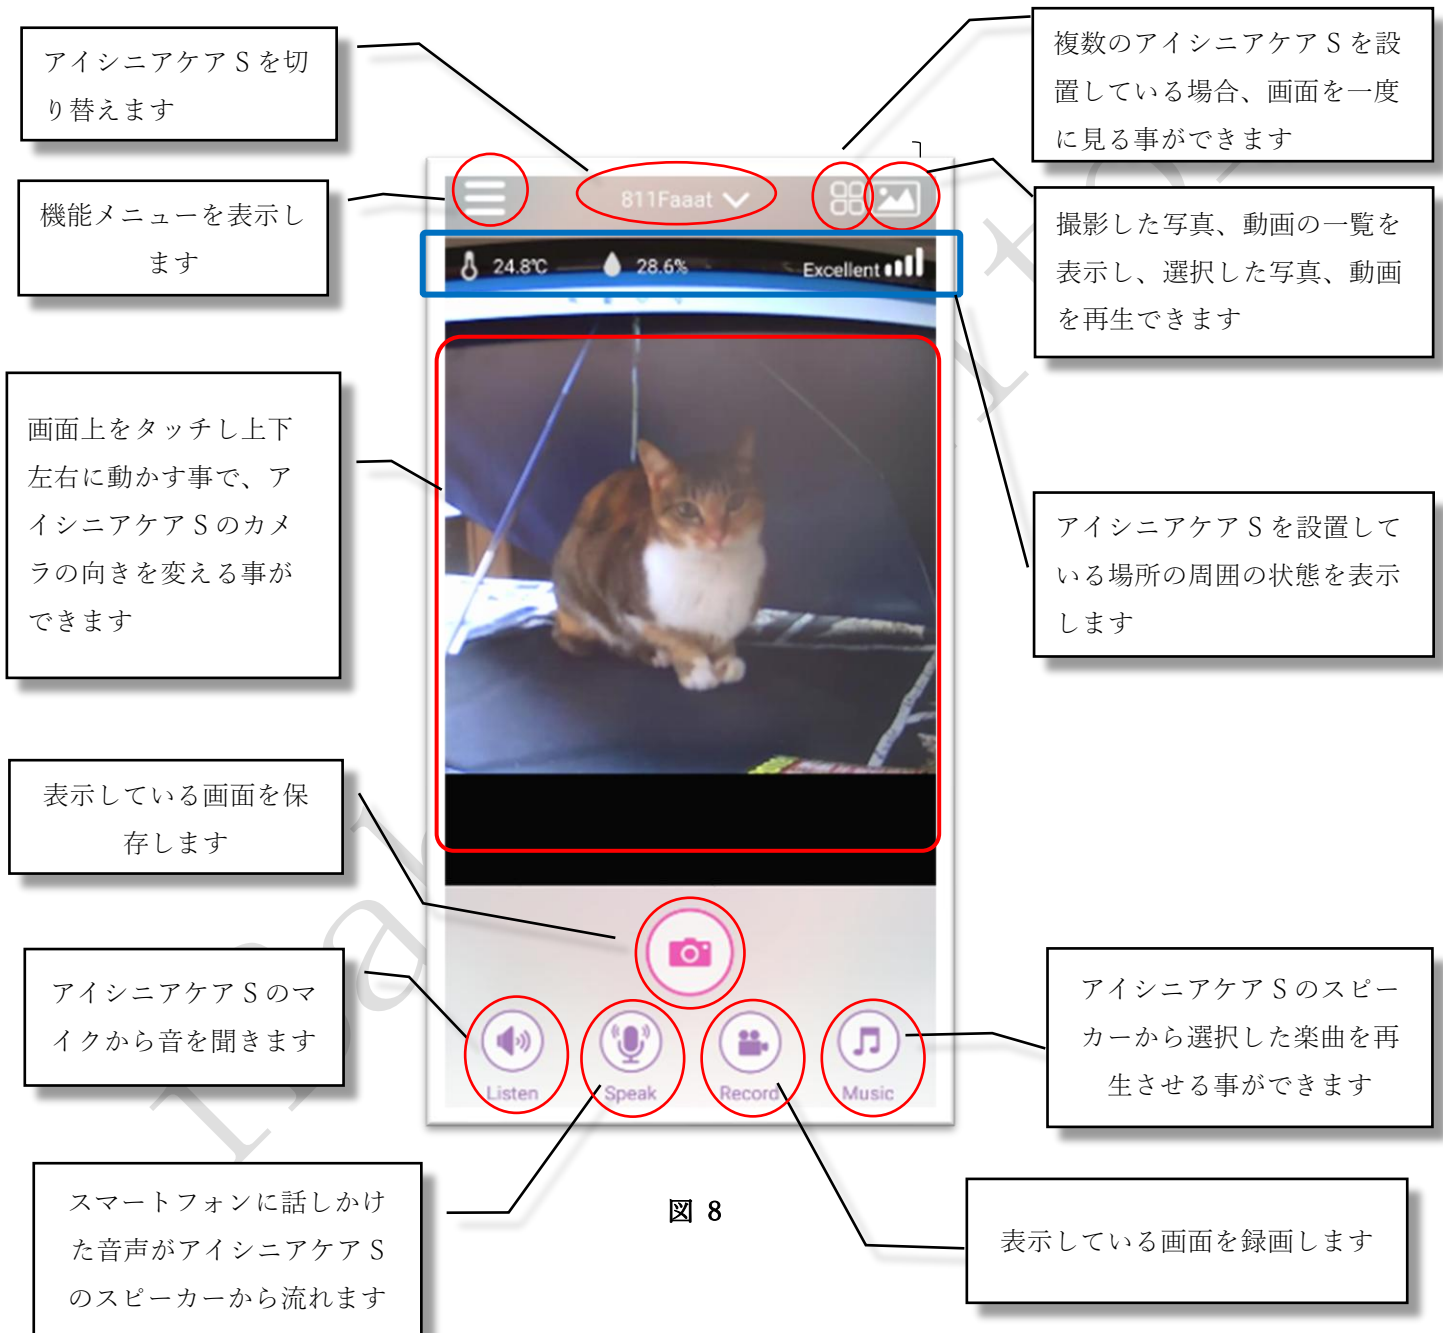 アイシニアケアSを切
り替えます
複数のアイシニアケアSを設
置している場合、画面を一度
に見る事ができます
機能メニューを表示し
ます
811Faaat
撮影した写真、動画の一覧を
表示し、選択した写真、動画
を再生できます
24.8℃ 28.6% Excellent
画面上をタッチし上下
左右に動かす事で、ア
イシニアケアSのカメ
ラの向きを変える事が
できます
アイシニアケアSを設置して
いる場所の周囲の状態を表示
します
表示している画面を保
存します
アイシニアケアSのマ
イクから音を聞きます
アイシニアケアSのスピー
カーから選択した楽曲を再
生させる事ができます
Listen Speak Record Music
スマートフォンに話しかけ
た音声がアイシニアケアS
のスピーカーから流れます
図 8
表示している画面を録画します